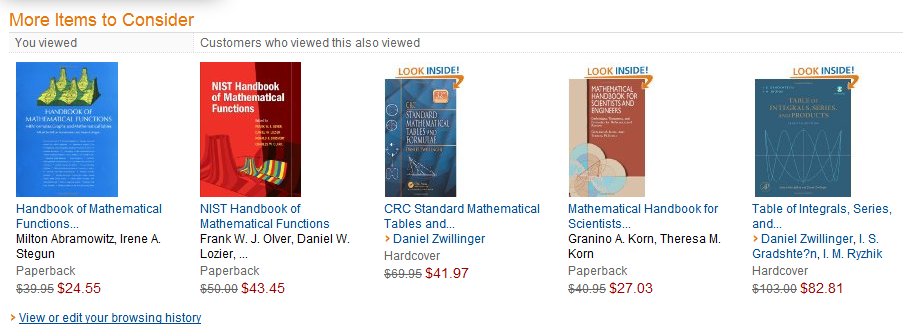 More Items to Consider
You viewed
Customers who viewed this also viewed
HANDBOOK OF
MATHEMATICAL FUNCTIONS
NIST Handbook
of Mathematical
Functions
LOOK INSIDE!
CRC
STANDARD
MATHEMATICAL
TABLES AND
FORMULAE
DANIEL ZWILLINGER
LOOK INSIDE!
MATHEMATICAL
HANDBOOK FOR
SCIENTISTS AND
ENGINEERS
LOOK INSIDE!
TABLE OF
INTEGRALS, SERIES,
AND PRODUCTS
Handbook of Mathematical
Functions...
Milton Abramowitz, Irene A.
Stegun
Paperback
$39.95 $24.55
NIST Handbook of
Mathematical Functions
Frank W. J. Olver, Daniel W.
Lozier, ...
Paperback
$50.00 $43.45
CRC Standard Mathematical
Tables and...
Daniel Zwillinger
Hardcover
$69.95 $41.97
Mathematical Handbook for
Scientists...
Granino A. Korn, Theresa M.
Korn
Paperback
$40.95 $27.03
Table of Integrals, Series,
and...
Daniel Zwillinger, I. S.
Gradshte?n, I. M. Ryzhik
Hardcover
$103.00 $82.81
View or edit your browsing history